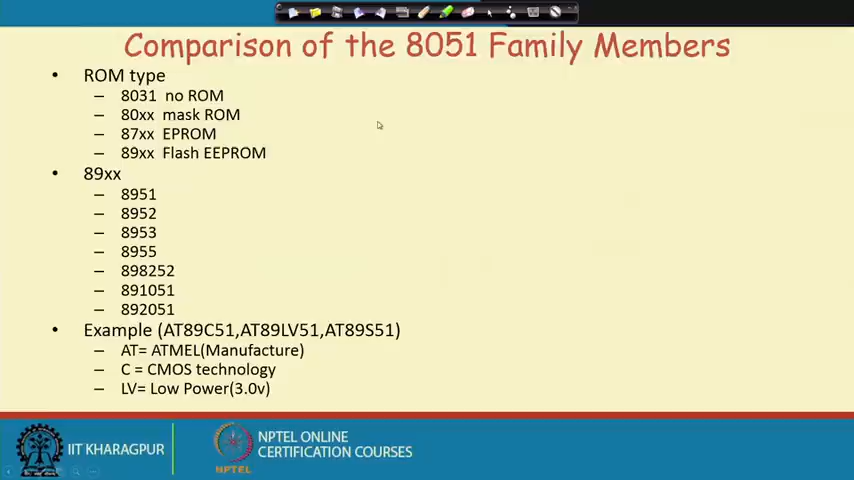 Comparison of the 8051 Family Members
• ROM type
– 8031 no ROM
– 80xx mask ROM
– 87xx EPROM
– 89xx Flash EEPROM
• 89xx
– 8951
– 8952
– 8953
– 8955
– 898252
– 891051
– 892051
• Example (AT89C51,AT89LV51,AT89S51)
– AT= ATMEL(Manufacture)
– C = CMOS technology
– LV= Low Power(3.0v)
IIT KHARAGPUR
NPTEL
NPTEL ONLINE
CERTIFICATION COURSES